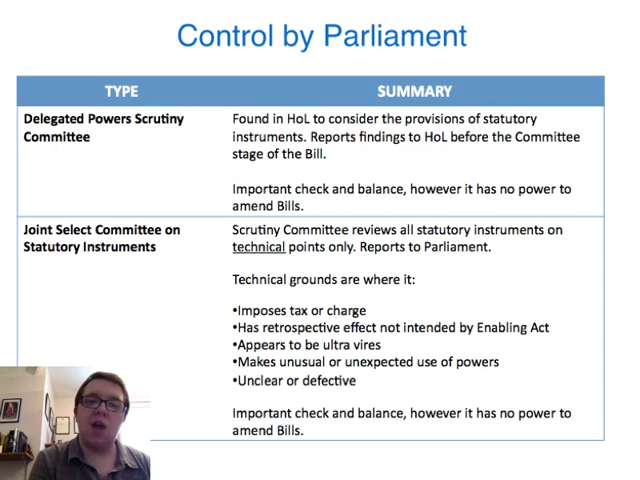 Control by Parliament
TYPE
SUMMARY
Delegated Powers Scrutiny
Committee
Found in HoL to consider the provisions of statutory
instruments. Reports findings to HoL before the Committee
stage of the Bill.
Important check and balance, however it has no power to
amend Bills.
Joint Select Committee on
Statutory Instruments
Scrutiny Committee reviews all statutory instruments on
technical points only. Reports to Parliament.
Technical grounds are where it:
•Imposes tax or charge
•Has retrospective effect not intended by Enabling Act
•Appears to be ultra vires
•Makes unusual or unexpected use of powers
•Unclear or defective
Important check and balance, however it has no power to
amend Bills.